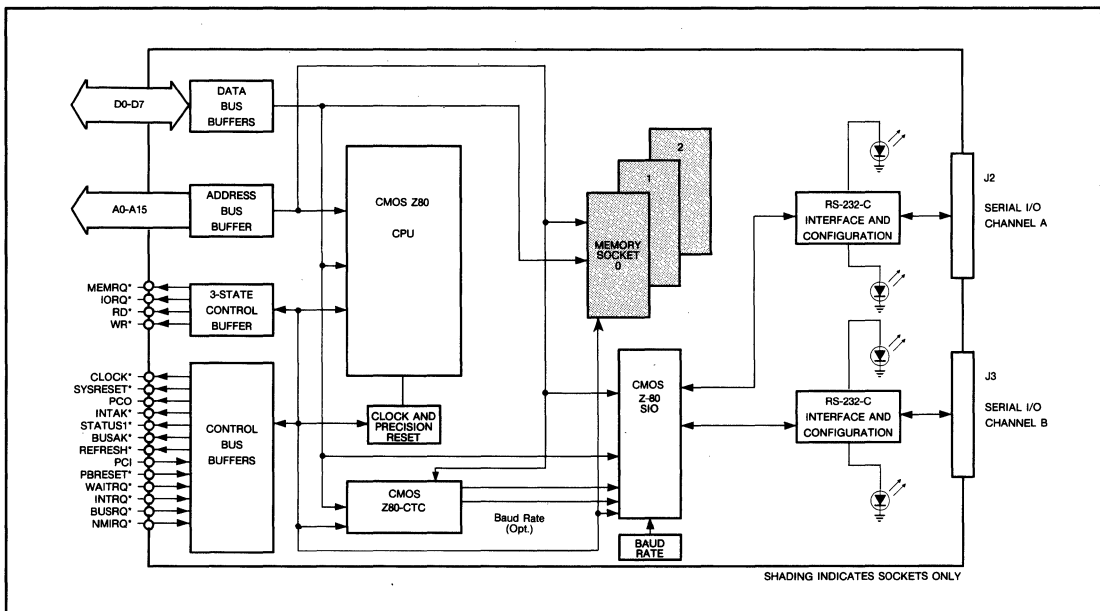 D0-D7
DATA
BUS
BUFFERS
A0-A15
ADDRESS
BUS
BUFFER
MEMRQ*
IORQ*
RD*
WR*
3-STATE
CONTROL
BUFFER
CLOCK*
SYSRESET*
PCO
INTAK*
STATUS1*
BUSAK*
REFRESH*
PCI
PBRESET*
WAITRQ*
INTRQ*
BUSRQ*
NMIRQ*
CONTROL
BUS
BUFFERS
CMOS Z80
CPU
CLOCK AND
PRECISION
RESET
CMOS
Z80-CTC
Baud Rate
(Opt.)
2
1
MEMORY
SOCKET
0
CMOS
Z-80
SIO
BAUD
RATE
RS-232-C
INTERFACE AND
CONFIGURATION
J2
SERIAL I/O
CHANNEL A
RS-232-C
INTERFACE AND
CONFIGURATION
J3
SERIAL I/O
CHANNEL B
SHADING INDICATES SOCKETS ONLY